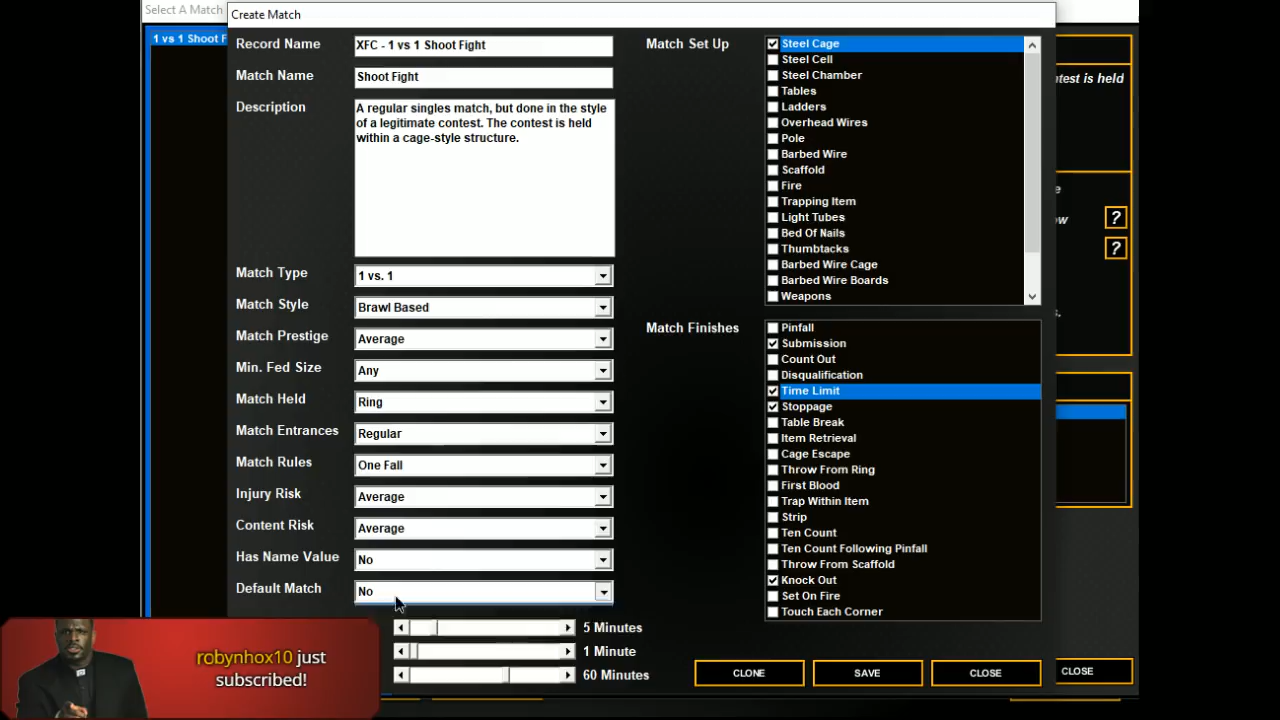 Select A Match
Create Match
1 vs 1 Shoot F
Record Name
XFC - 1 vs 1 Shoot Fight
Match Name
Shoot Fight
Description
A regular singles match, but done in the style
of a legitimate contest. The contest is held
within a cage-style structure.
Match Type
1 vs. 1
Match Style
Brawl Based
Match Prestige
Average
Min. Fed Size
Any
Match Held
Ring
Match Entrances
Regular
Match Rules
One Fall
Injury Risk
Average
Content Risk
Average
Has Name Value
No
Default Match
No
5 Minutes
1 Minute
60 Minutes
Match Set Up
Steel Cage
Steel Cell
Steel Chamber
Tables
Ladders
Overhead Wires
Pole
Barbed Wire
Scaffold
Fire
Trapping Item
Light Tubes
Bed Of Nails
Thumbtacks
Barbed Wire Cage
Barbed Wire Boards
Weapons
Match Finishes
Pinfall
Submission
Count Out
Disqualification
Time Limit
Stoppage
Table Break
Item Retrieval
Cage Escape
Throw From Ring
First Blood
Trap Within Item
Strip
Ten Count
Ten Count Following Pinfall
Throw From Scaffold
Knock Out
Set On Fire
Touch Each Corner
CLONE
SAVE
CLOSE
CLOSE
ntest is held
e
ow
?
?
s.
robynhox10 just
subscribed!